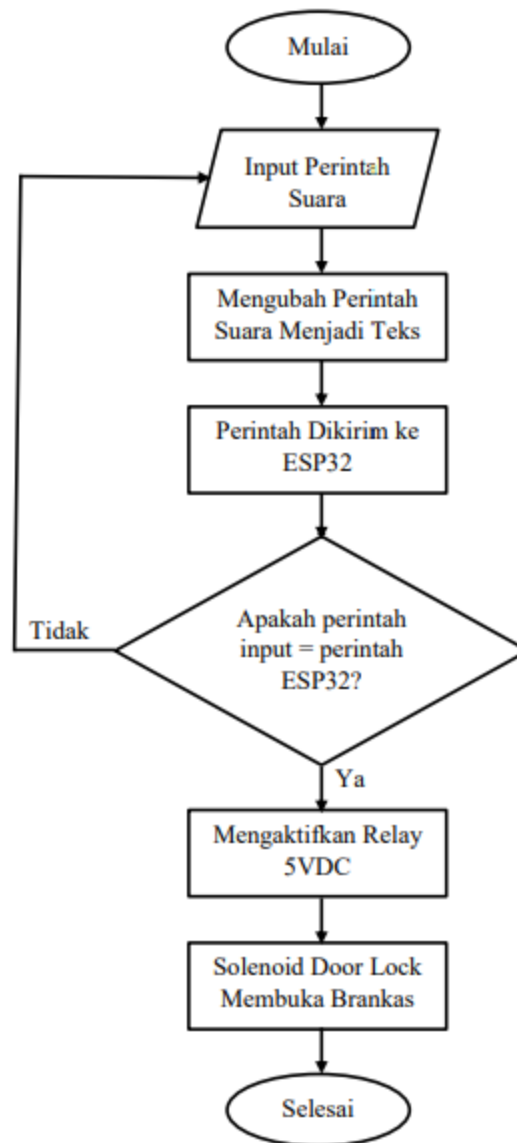 Mulai
Input Perintah
Suara
Mengubah Perintah
Suara Menjadi Teks
Perintah Dikirim ke
ESP32
Apakah perintah
input = perintah
ESP32?
Tidak
Ya
Mengaktifkan Relay
5VDC
Solenoid Door Lock
Membuka Brankas
Selesai